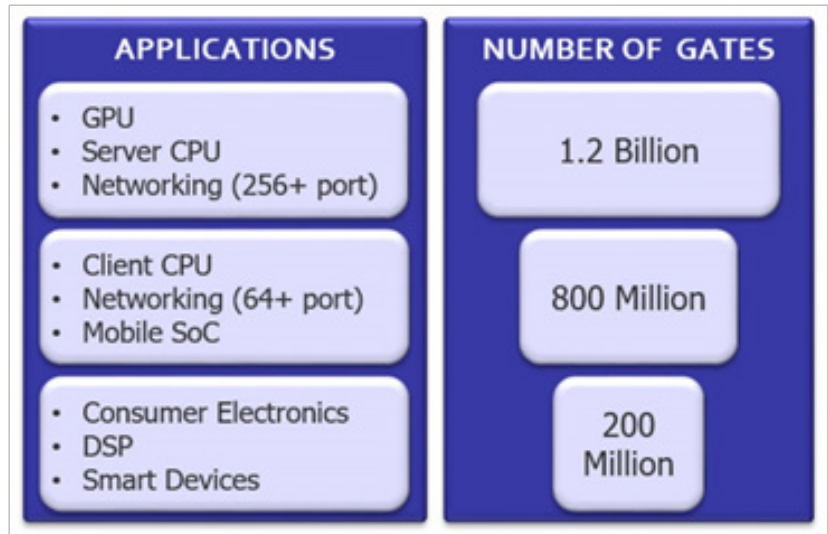 APPLICATIONS
• GPU
• Server CPU
• Networking (256+ port)
• Client CPU
• Networking (64+ port)
• Mobile SoC
• Consumer Electronics
• DSP
• Smart Devices
NUMBER OF GATES
1.2 Billion
800 Million
200
Million